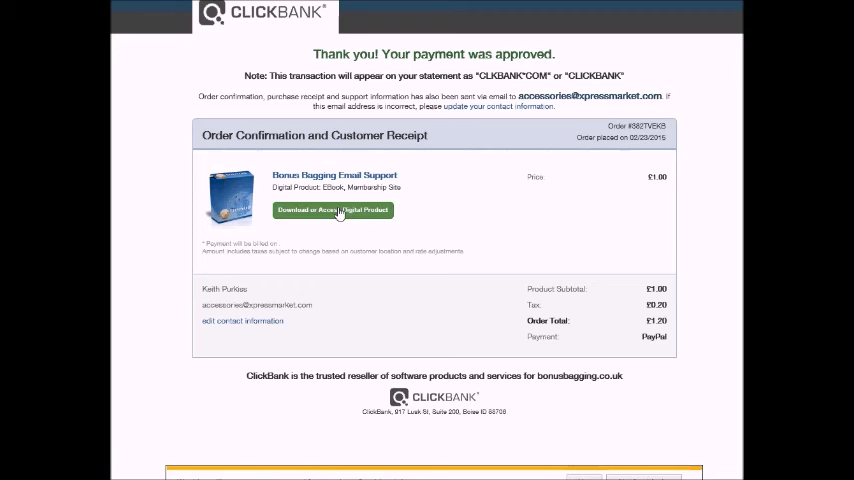 CLICKBANK®
Thank you! Your payment was approved.
Note: This transaction will appear on your statement as "CLKBANK*COM" or "CLICKBANK"
Order confirmation, purchase receipt and support information has also been sent via email to accessories@xpressmarket.com. If
this email address is incorrect, please update your contact information.
Order Confirmation and Customer Receipt
Order #382TVEKB
Order placed on 02/23/2015
Bonus Bagging Email Support
Digital Product: EBook, Membership Site
Download or Access Digital Product
Price £1.00
* Payment will be billed on .
Amount includes taxes subject to change based on customer location and rate adjustments.
Keith Purkiss
accessories@xpressmarket.com
edit contact information
Product Subtotal: £1.00
Tax: £0.20
Order Total: £1.20
Payment: PayPal
ClickBank is the trusted reseller of software products and services for bonusbagging.co.uk
CLICKBANK®
ClickBank, 917 Lusk St, Suite 200, Boise ID 83706